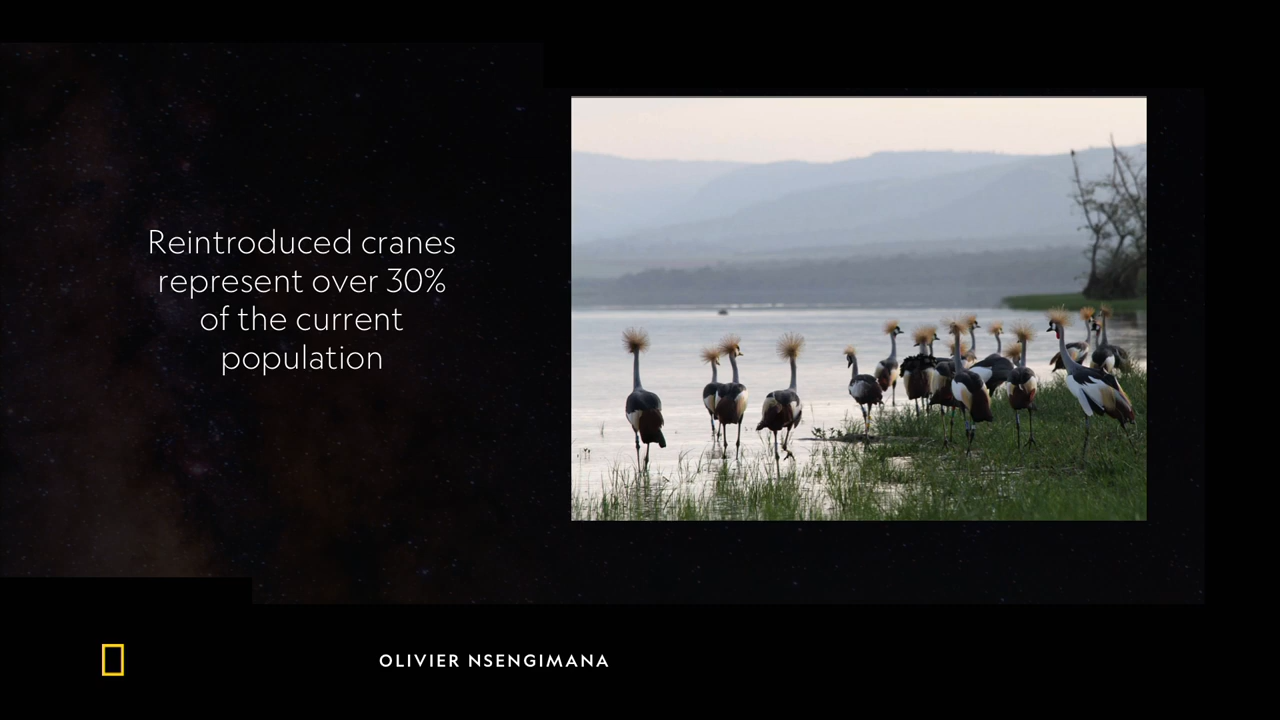 Reintroduced cranes
represent over 30%
of the current
population
OLIVIER NSENGIMANA